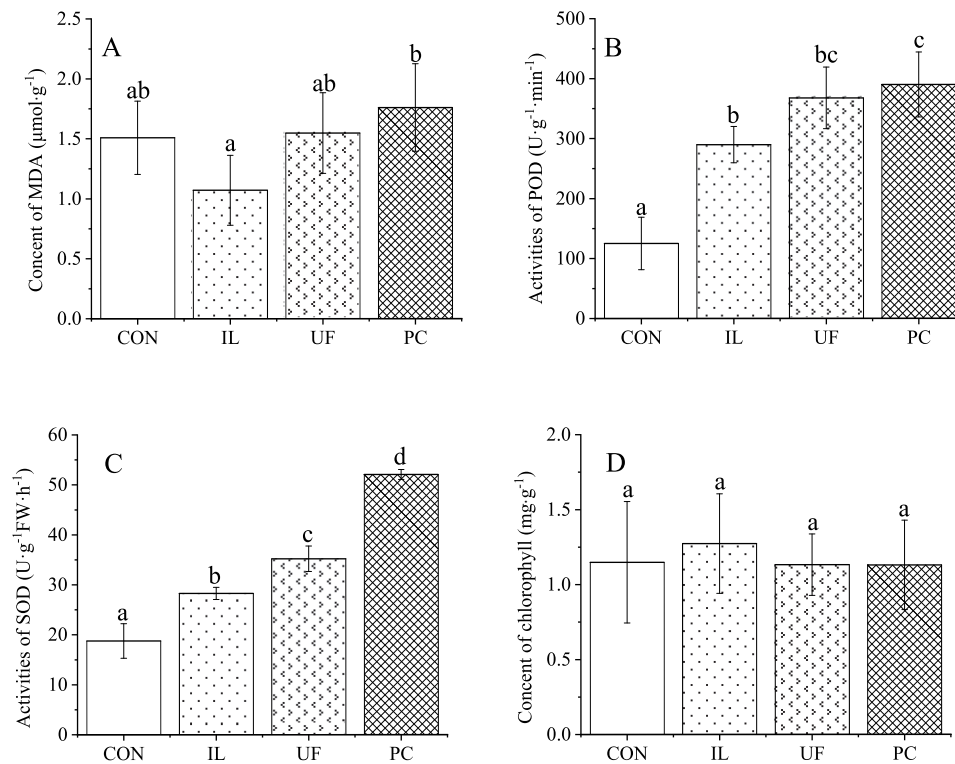 A
Concent of MDA (μmol·g⁻¹)
2.5
2.0
1.5
1.0
0.5
0.0
ab
a
ab
b
CON IL UF PC
B
Activities of POD (U·g⁻¹·min⁻¹)
500
400
300
200
100
0
a
b
bc
c
CON IL UF PC
C
Activities of SOD (U·g⁻¹FW·h⁻¹)
60
50
40
30
20
10
0
a
b
c
d
CON IL UF PC
D
Concent of chlorophyll (mg·g⁻¹)
2.0
1.5
1.0
0.5
0.0
a
a
a
a
CON IL UF PC